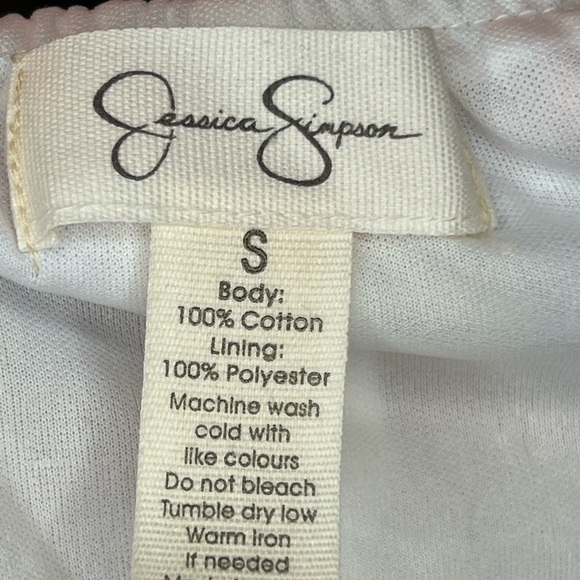 Jessica Simpson
S
Body:
100% Cotton
Lining:
100% Polyester
Machine wash
cold with
like colours
Do not bleach
Tumble dry low
Warm Iron
If needed